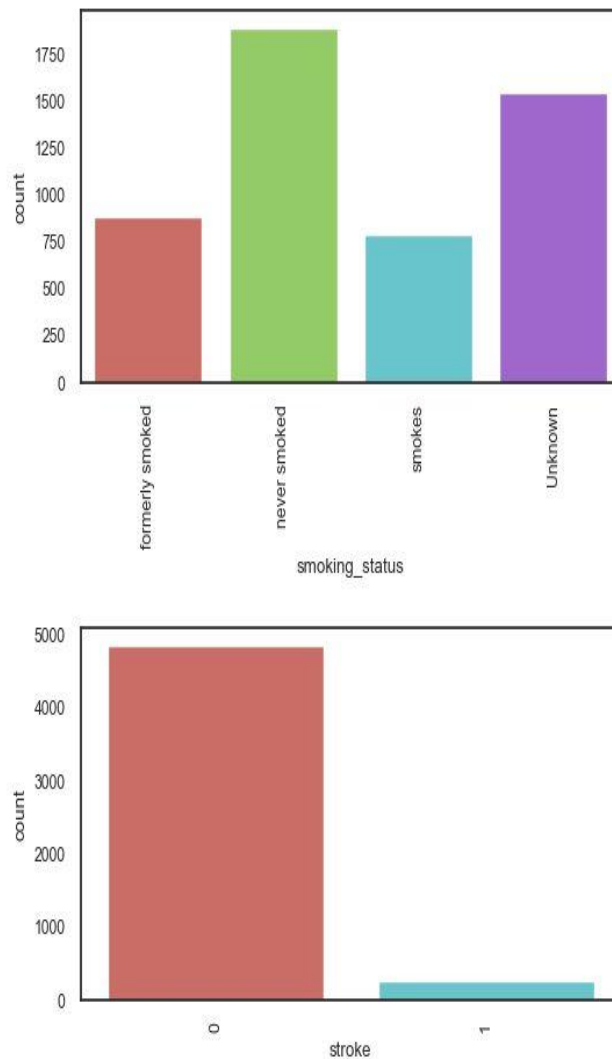 1750
1500
1250
1000
750
500
250
0
count
formerly smoked
never smoked
smokes
Unknown
smoking_status
5000
4000
3000
2000
1000
0
count
0
1
stroke